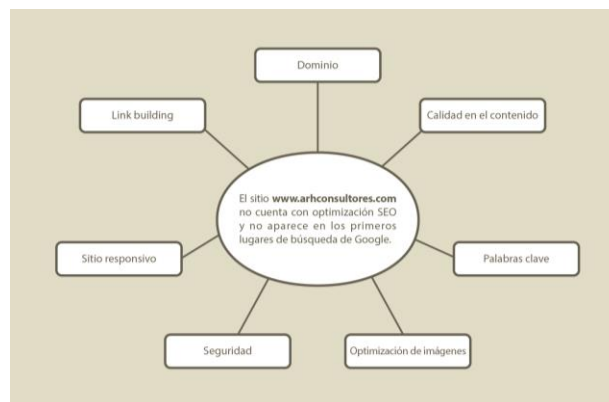 Dominio
Link building
Calidad en el contenido
El sitio www.arhconsultores.com
no cuenta con optimización SEO
y no aparece en los primeros
lugares de búsqueda de Google.
Sitio responsivo
Palabras clave
Seguridad
Optimización de imágenes